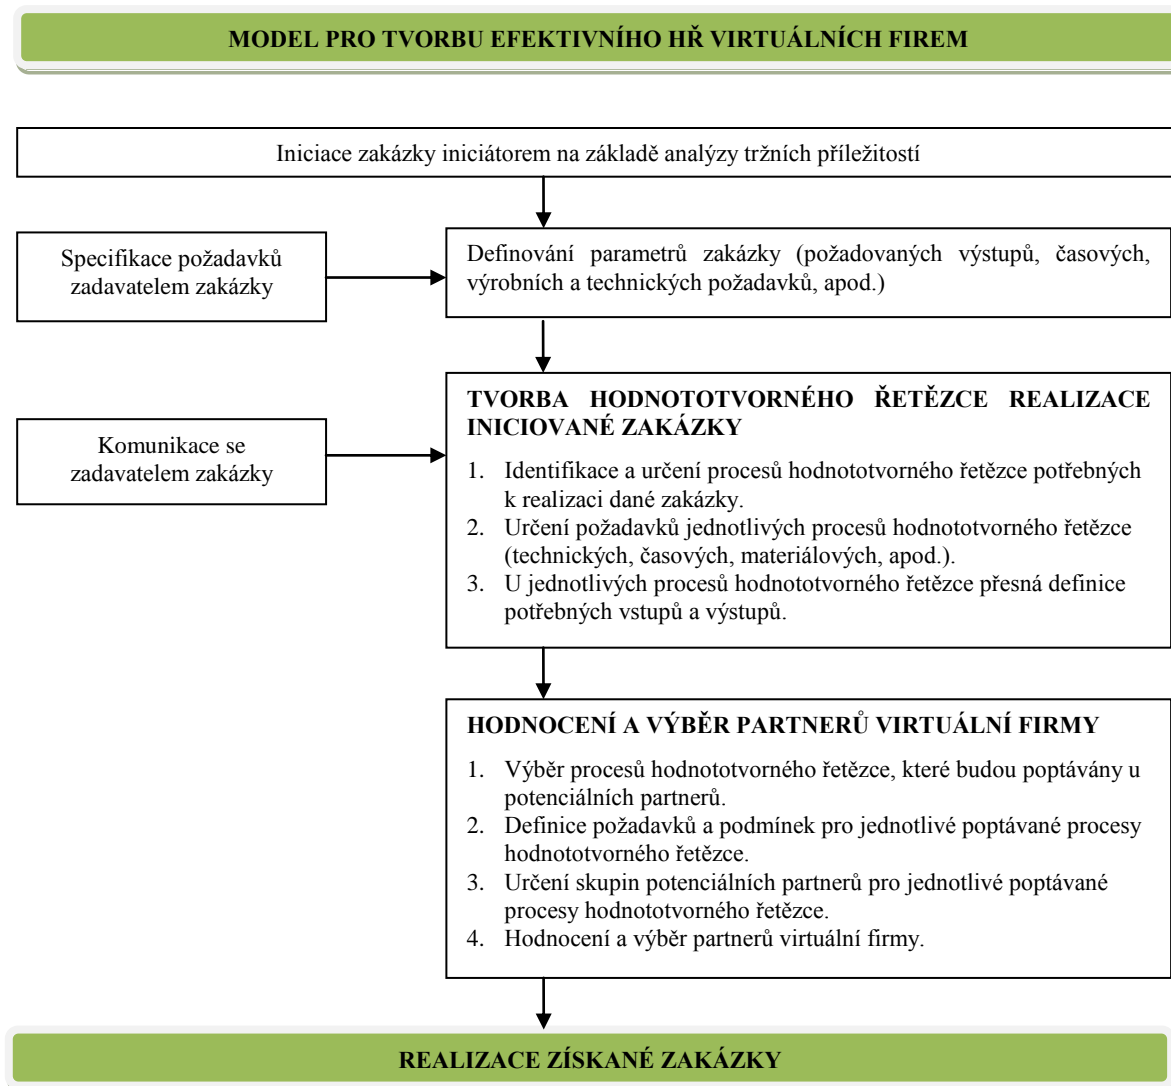 MODEL PRO TVORBU EFEKTIVNÍHO HŘ VIRTUÁLNÍCH FIREM
Iniciace zakázky iniciátorem na základě analýzy tržních příležitostí
Specifikace požadavků
zadavatelem zakázky
Definování parametrů zakázky (požadovaných výstupů, časových,
výrobních a technických požadavků, apod.)
Komunikace se
zadavatelem zakázky
TVORBA HODNOTOTVORNÉHO ŘETĚZCE REALIZACE
INICIOVANÉ ZAKÁZKY
1. Identifikace a určení procesů hodnototvorného řetězce potřebných
k realizaci dané zakázky.
2. Určení požadavků jednotlivých procesů hodnototvorného řetězce
(technických, časových, materiálových, apod.).
3. U jednotlivých procesů hodnototvorného řetězce přesná definice
potřebných vstupů a výstupů.
HODNOCENÍ A VÝBĚR PARTNERŮ VIRTUÁLNÍ FIRMY
1. Výběr procesů hodnototvorného řetězce, které budou poptávány u
potenciálních partnerů.
2. Definice požadavků a podmínek pro jednotlivé poptávané procesy
hodnototvorného řetězce.
3. Určení skupin potenciálních partnerů pro jednotlivé poptávané
procesy hodnototvorného řetězce.
4. Hodnocení a výběr partnerů virtuální firmy.
REALIZACE ZÍSKANÉ ZAKÁZKY